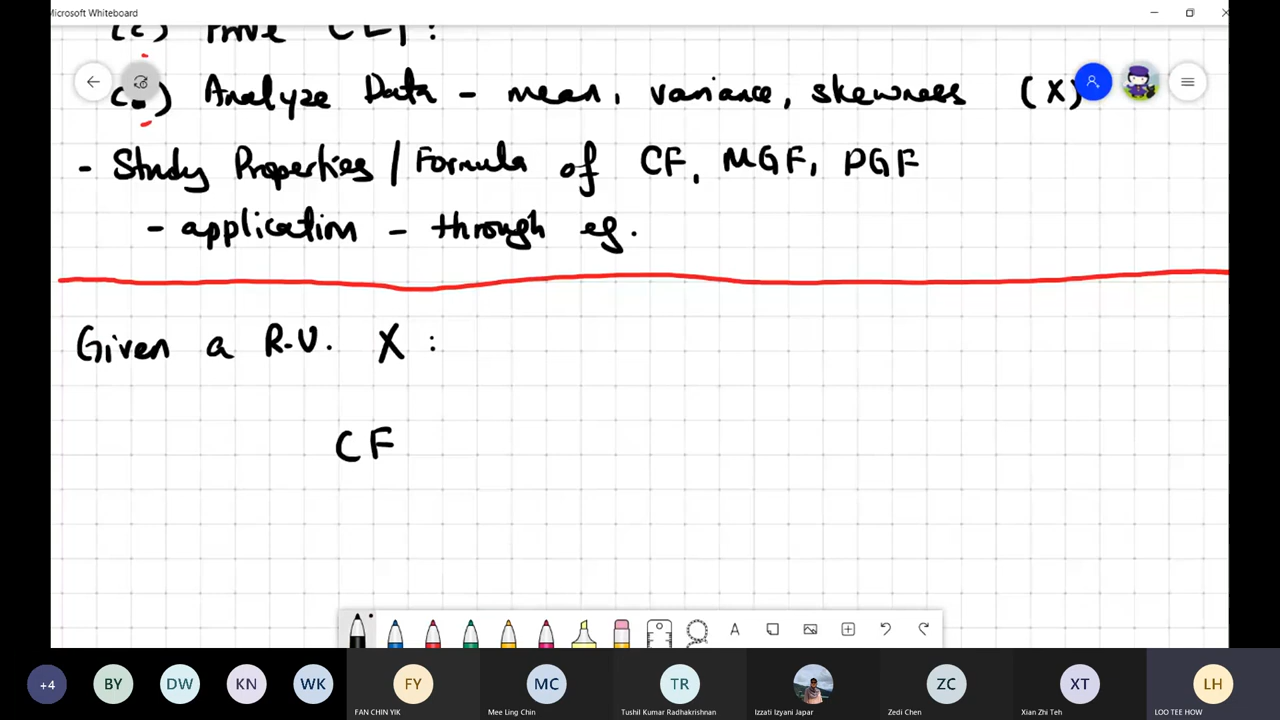 Microsoft Whiteboard
(c) Prove CLT:
Analyze Data - mean, variance, skewness (X)
- Study Properties / Formula of CF, MGF, PGF
- application - through eg.
Given a R.V. X :
CF
+4 BY DW KN WK FY MC TR ZC XT LH
FAN CHIN YIK Mee Ling Chin Tushil Kumar Radhakrishnan Izzati Izyani Japar Zedi Chen Xian Zhi Teh LOO TEE HOW